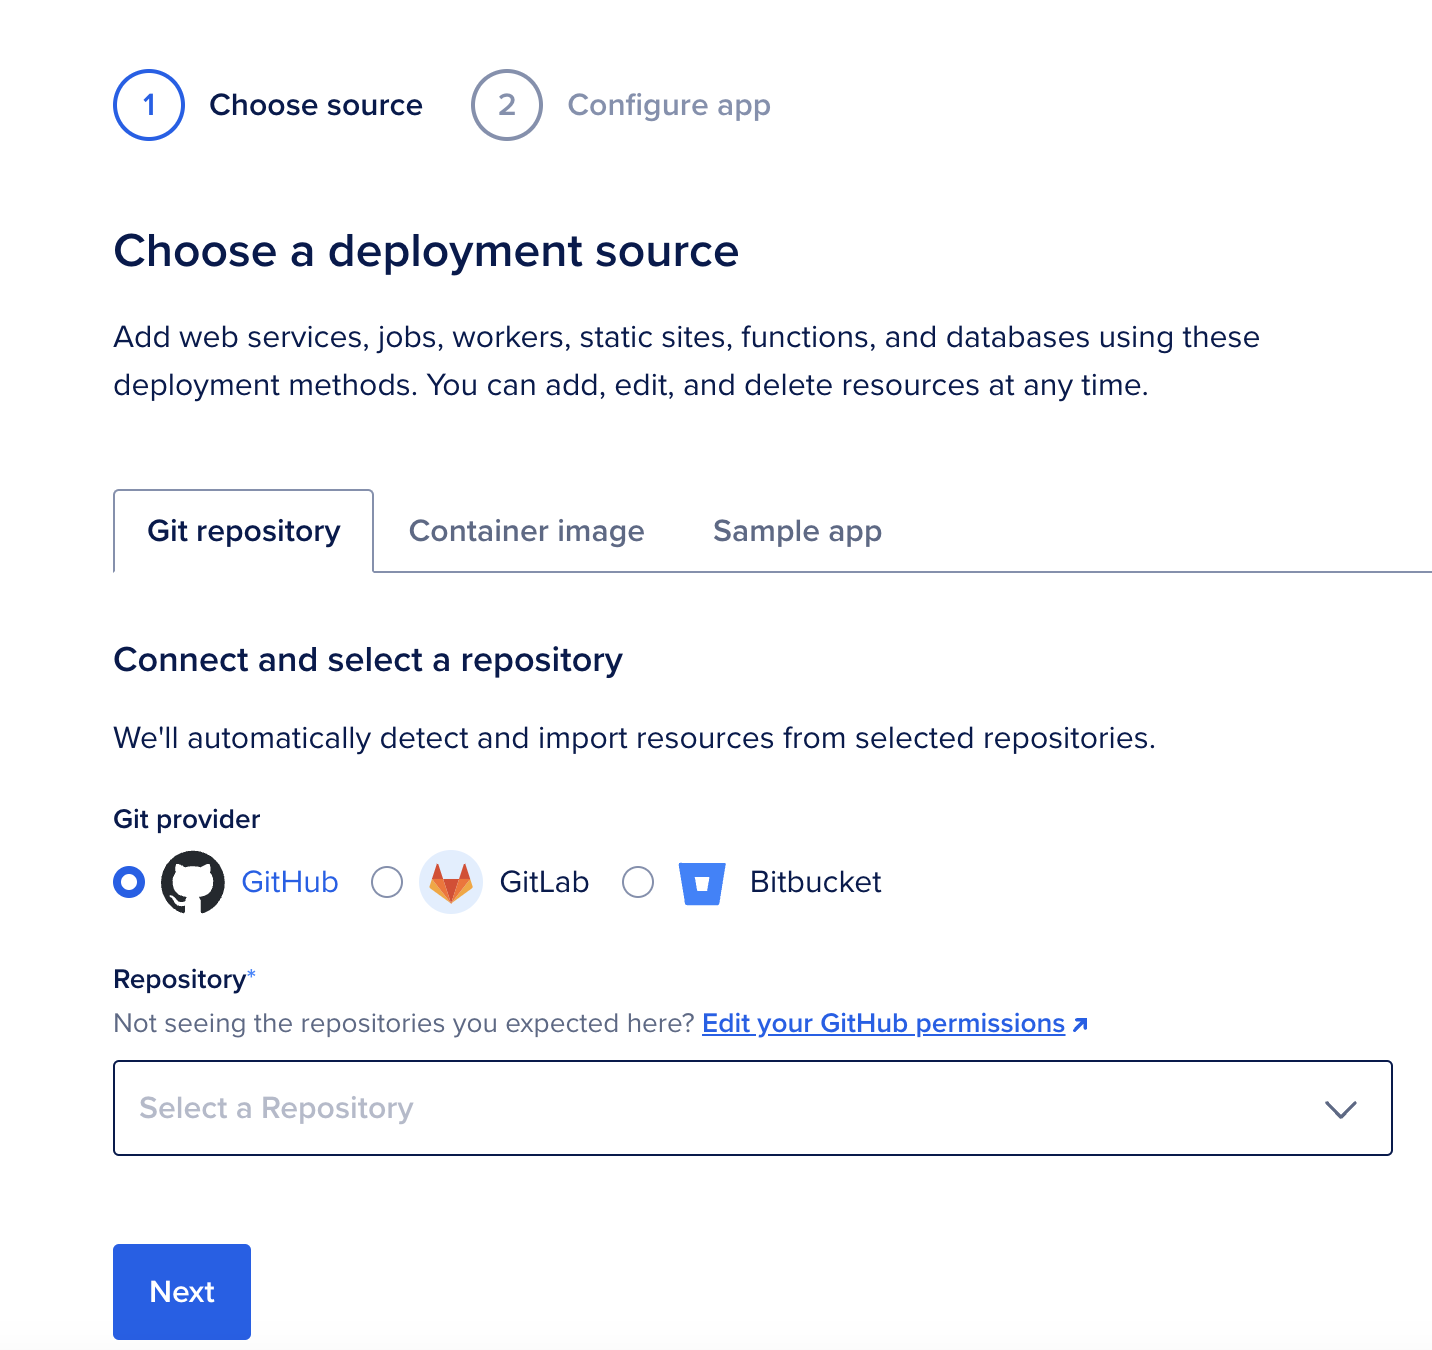 1 Choose source 2 Configure app
Choose a deployment source
Add web services, jobs, workers, static sites, functions, and databases using these
deployment methods. You can add, edit, and delete resources at any time.
Git repository Container image Sample app
Connect and select a repository
We'll automatically detect and import resources from selected repositories.
Git provider
GitHub GitLab Bitbucket
Repository*
Not seeing the repositories you expected here? Edit your GitHub permissions
Select a Repository
Next